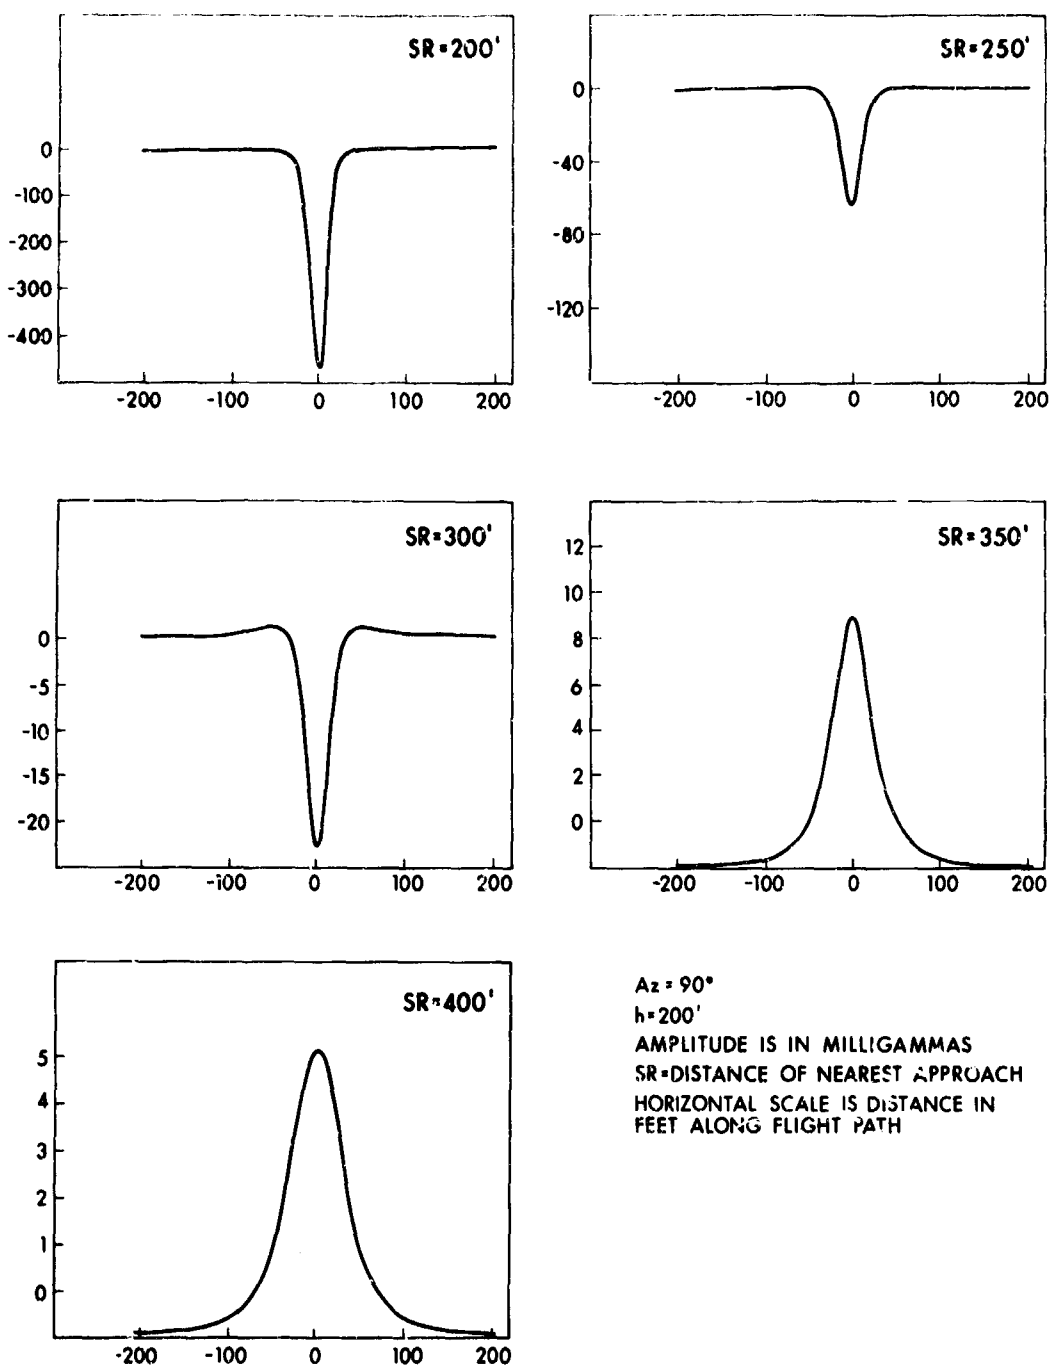 SR=200'
0
-100
-200
-300
-400
-200 -100 0 100 200
SR=250'
0
-40
-80
-120
-200 -100 0 100 200
SR=300'
0
-5
-10
-15
-20
-200 -100 0 100 200
SR=350'
12
10
8
6
4
2
0
-200 -100 0 100 200
SR=400'
5
4
3
2
1
0
-200 -100 0 100 200
Az = 90°
h=200'
AMPLITUDE IS IN MILLIGAMMAS
SR=DISTANCE OF NEAREST APPROACH
HORIZONTAL SCALE IS DISTANCE IN
FEET ALONG FLIGHT PATH